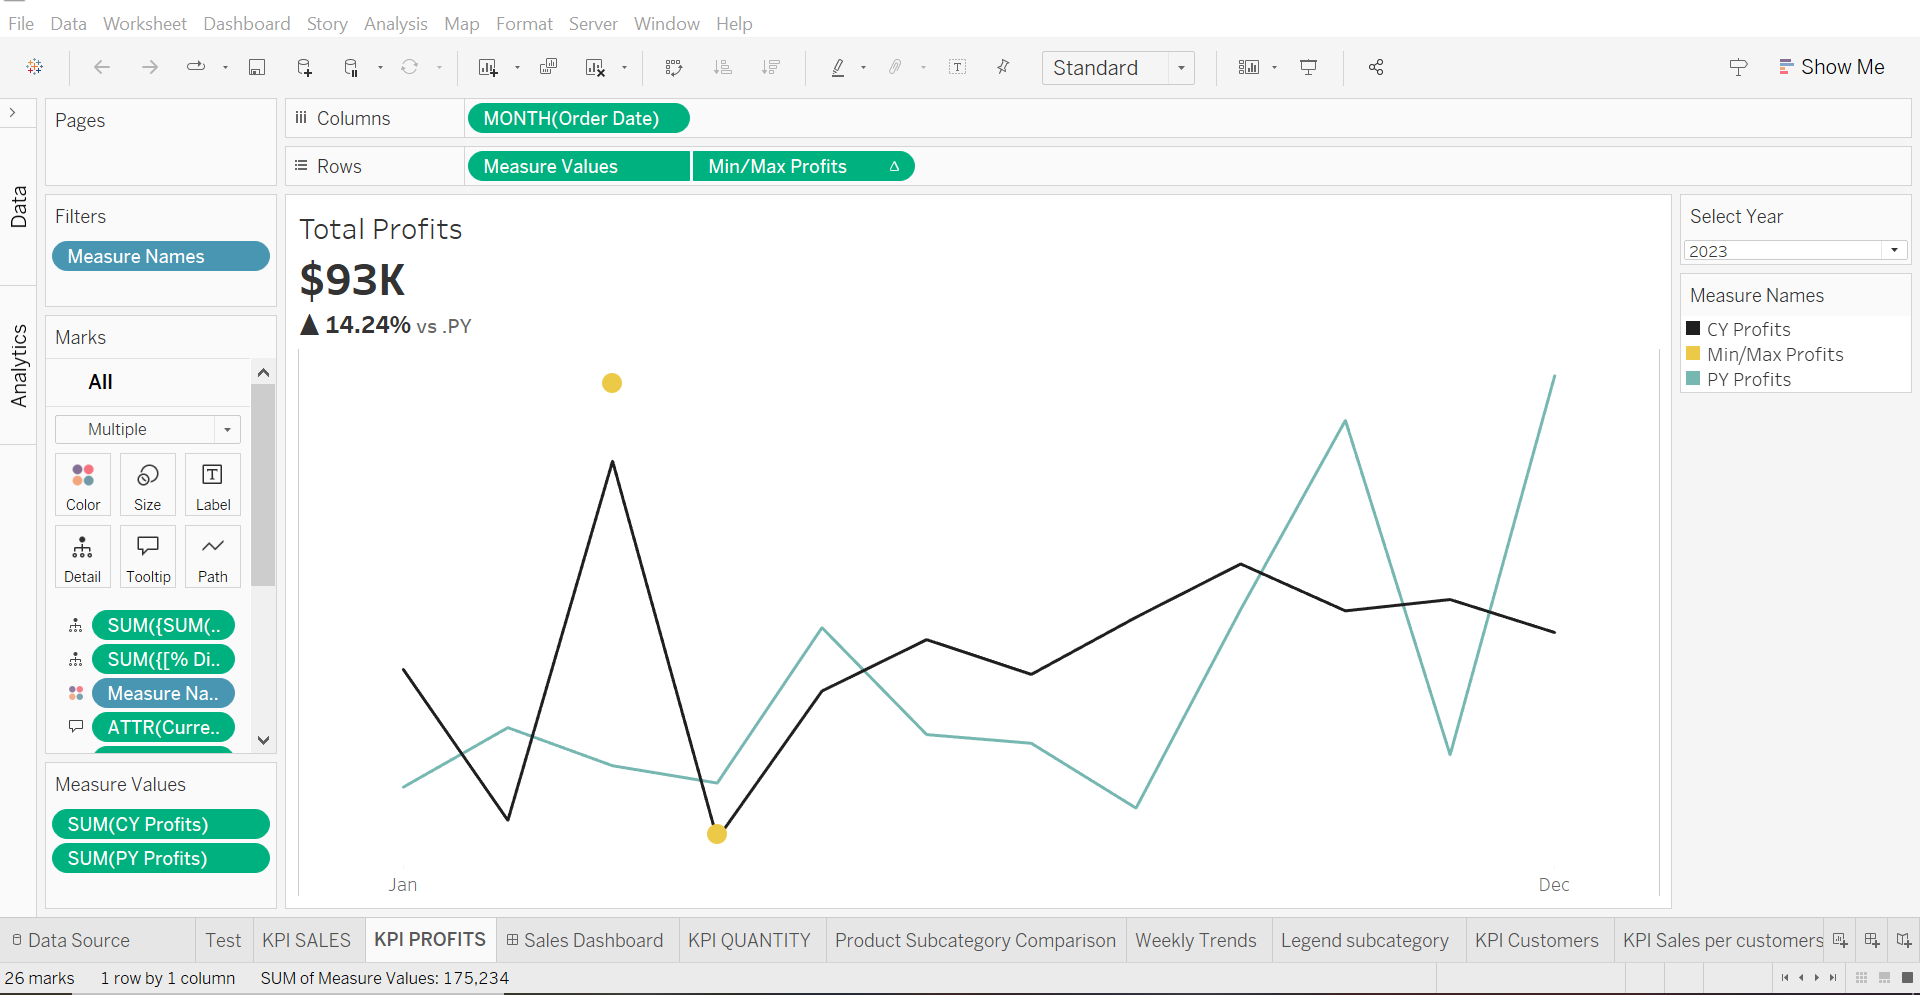 File Data Worksheet Dashboard Story Analysis Map Format Server Window Help
Standard
Show Me
Data
Analytics
Pages
Columns
MONTH(Order Date)
Rows
Measure Values
Min/Max Profits
Filters
Measure Names
Marks
All
Multiple
Color Size Label
Detail Tooltip Path
SUM({SUM(..
SUM({[% Di..
Measure Na..
ATTR(Curre..
Measure Values
SUM(CY Profits)
SUM(PY Profits)
Total Profits
$93K
▲ 14.24% vs .PY
Jan Dec
Select Year
2023
Measure Names
CY Profits
Min/Max Profits
PY Profits
Data Source Test KPI SALES KPI PROFITS Sales Dashboard KPI QUANTITY Product Subcategory Comparison Weekly Trends Legend subcategory KPI Customers KPI Sales per customers
26 marks 1 row by 1 column SUM of Measure Values: 175,234